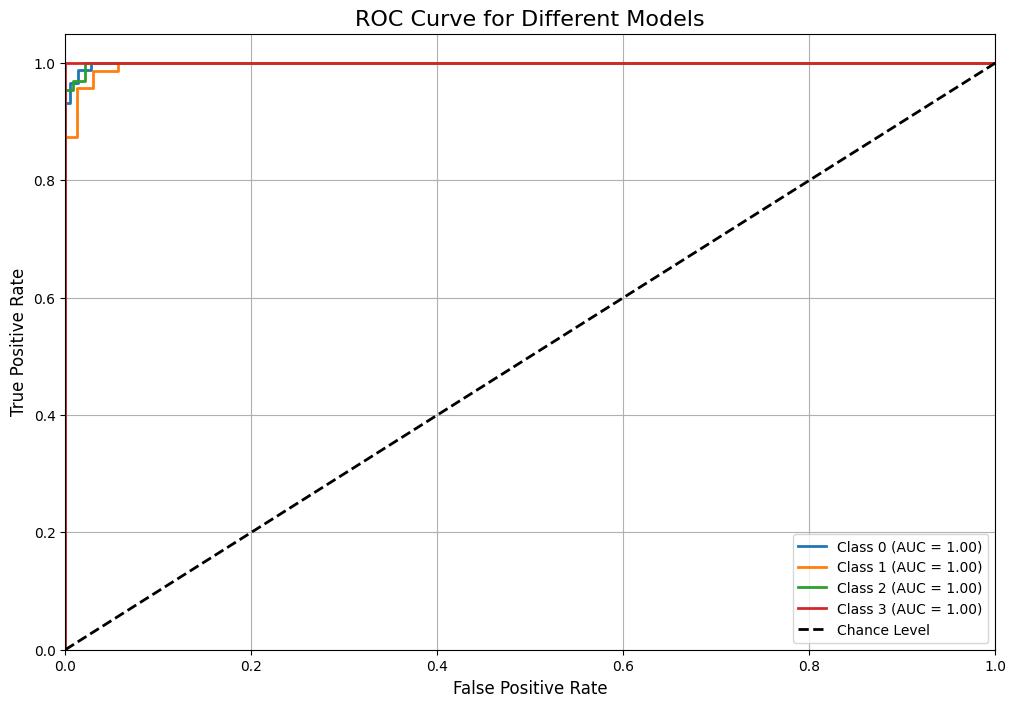 ROC Curve for Different Models
True Positive Rate
1.0
0.8
0.6
0.4
0.2
0.0
0.0 0.2 0.4 0.6 0.8 1.0
False Positive Rate
Class 0 (AUC = 1.00)
Class 1 (AUC = 1.00)
Class 2 (AUC = 1.00)
Class 3 (AUC = 1.00)
Chance Level